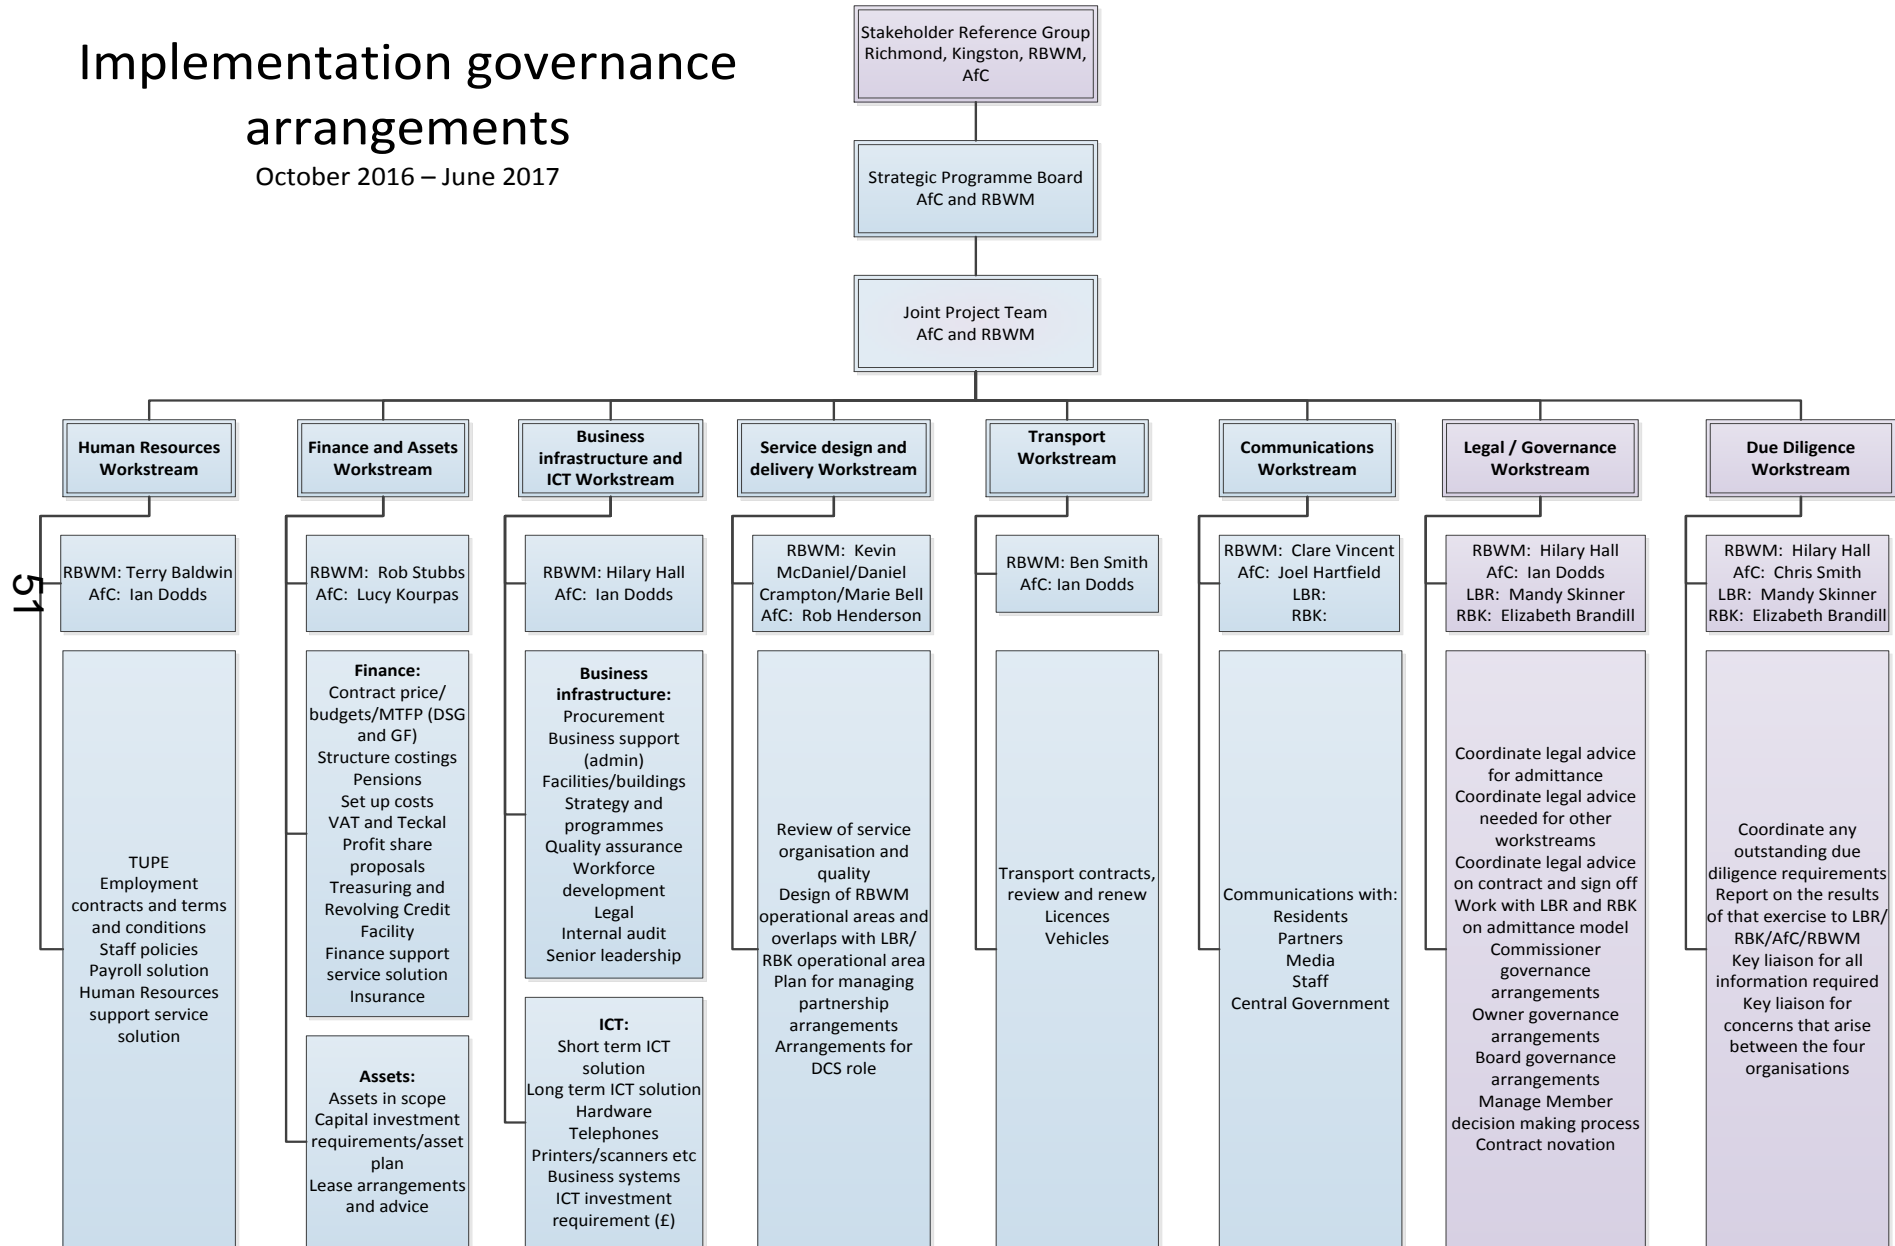 Implementation governance
arrangements
October 2016 – June 2017
Stakeholder Reference Group
Richmond, Kingston, RBWM,
AfC
Strategic Programme Board
AfC and RBWM
Joint Project Team
AfC and RBWM
Human Resources
Workstream
RBWM: Terry Baldwin
AfC: Ian Dodds
TUPE
Employment
contracts and terms
and conditions
Staff policies
Payroll solution
Human Resources
support service
solution
Finance and Assets
Workstream
RBWM: Rob Stubbs
AfC: Lucy Kourpas
Finance:
Contract price/
budgets/MTFP (DSG
and GF)
Structure costings
Pensions
Set up costs
VAT and Teckal
Profit share
proposals
Treasuring and
Revolving Credit
Facility
Finance support
service solution
Insurance
Assets:
Assets in scope
Capital investment
requirements/asset
plan
Lease arrangements
and advice
Business
infrastructure and
ICT Workstream
RBWM: Hilary Hall
AfC: Ian Dodds
Business
infrastructure:
Procurement
Business support
(admin)
Facilities/buildings
Strategy and
programmes
Quality assurance
Workforce
development
Legal
Internal audit
Senior leadership
ICT:
Short term ICT
solution
Long term ICT solution
Hardware
Telephones
Printers/scanners etc
Business systems
ICT investment
requirement (£)
Service design and
delivery Workstream
RBWM: Kevin
McDaniel/Daniel
Crampton/Marie Bell
AfC: Rob Henderson
Review of service
organisation and
quality
Design of RBWM
operational areas and
overlaps with LBR/
RBK operational area
Plan for managing
partnership
arrangements
Arrangements for
DCS role
Transport
Workstream
RBWM: Ben Smith
AfC: Ian Dodds
Transport contracts,
review and renew
Licences
Vehicles
Communications
Workstream
RBWM: Clare Vincent
AfC: Joel Hartfield
LBR:
RBK:
Communications with:
Residents
Partners
Media
Staff
Central Government
Legal / Governance
Workstream
RBWM: Hilary Hall
AfC: Ian Dodds
LBR: Mandy Skinner
RBK: Elizabeth Brandill
Coordinate legal advice
for admittance
Coordinate legal advice
needed for other
workstreams
Coordinate legal advice
on contract and sign off
Work with LBR and RBK
on admittance model
Commissioner
governance
arrangements
Owner governance
arrangements
Board governance
arrangements
Manage Member
decision making process
Contract novation
Due Diligence
Workstream
RBWM: Hilary Hall
AfC: Chris Smith
LBR: Mandy Skinner
RBK: Elizabeth Brandill
Coordinate any
outstanding due
diligence requirements
Report on the results
of that exercise to LBR/
RBK/AfC/RBWM
Key liaison for all
information required
Key liaison for
concerns that arise
between the four
organisations
51